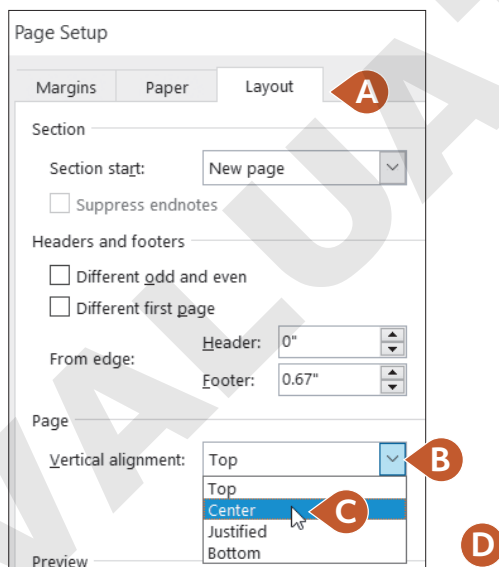 Page Setup
Margins Paper Layout A
Section
Section start: New page
Suppress endnotes
Headers and footers
Different odd and even
Different first page
From edge:
Header: 0"
Footer: 0.67"
Page
Vertical alignment: Top B
Top
Center C
Justified
Bottom
D
Preview